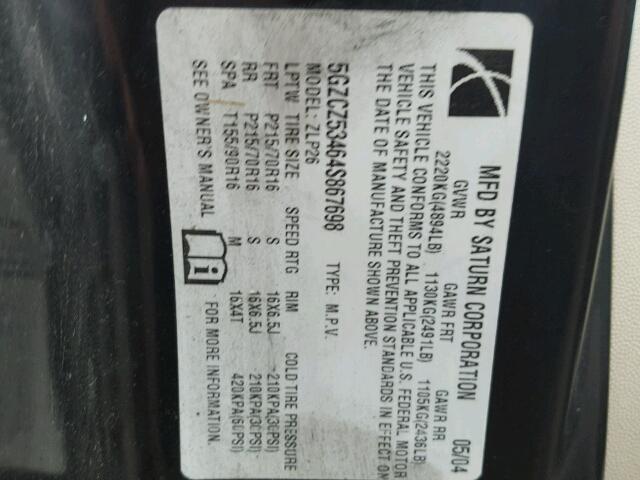 MFD BY SATURN CORPORATION 05/04
GVWR GAWR FRT GAWR RR
2220KG(4894LB) 1130KG(2491LB) 1105KG(2436LB)
THIS VEHICLE CONFORMS TO ALL APPLICABLE U.S. FEDERAL MOTOR
VEHICLE SAFETY AND THEFT PREVENTION STANDARDS IN EFFECT ON
THE DATE OF MANUFACTURE SHOWN ABOVE.
5GZCZ53464S867698 TYPE: M.P.V.
MODEL: ZLP26
LPTW TIRE SIZE SPEED RTG RIM COLD TIRE PRESSURE
FRT P215/70R16 S 16X6.5J 210KPA(30PSI)
RR P215/70R16 S 16X6.5J 210KPA(30PSI)
SPA T155/90R16 M 16X4T 420KPA(60PSI)
SEE OWNER'S MANUAL FOR MORE INFORMATION.